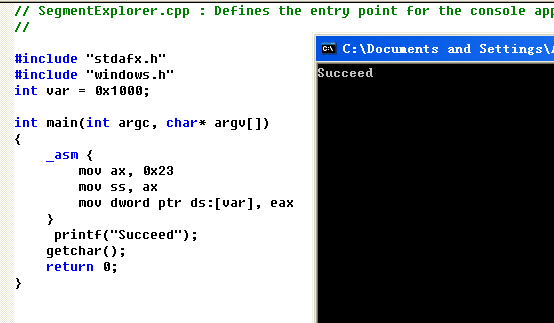 // SegmentExplorer.cpp : Defines the entry point for the console app
//
#include "stdafx.h"
#include "windows.h"
int var = 0x1000;
int main(int argc, char* argv[])
{
_asm {
mov ax, 0x23
mov ss, ax
mov dword ptr ds:[var], eax
}
printf("Succeed");
getchar();
return 0;
}
C:\Documents and Settings\
Succeed